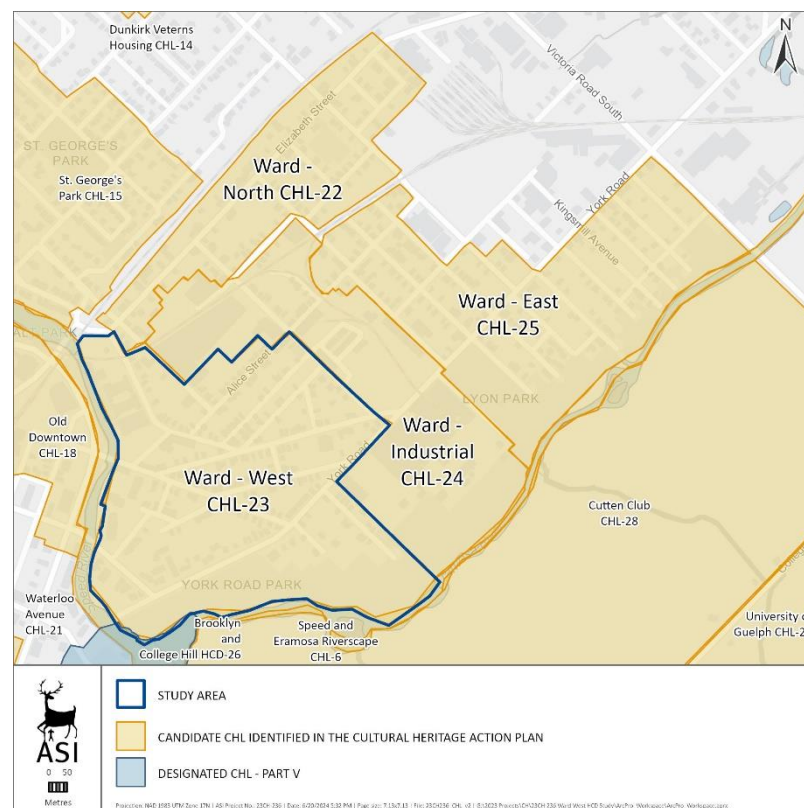 Dunkirk Veterns
Housing CHL-14
N
Victoria Road South
Elizabeth Street
ST. GEORGE'S
PARK
St. George's
Park CHL-15
Ward -
North CHL-22
York Road
Kingsmill Avenue
Ward - East
CHL-25
Alice Street
LYON PARK
Old
Downtown
CHL-18
Ward -
Industrial
CHL-24
York Road
Ward - West
CHL-23
Cutten Club
CHL-28
YORK ROAD PARK
Waterloo
Avenue
CHL-21
Brooklyn
and
College Hill HCD-26
Speed and
Eramosa Riverscape
CHL-6
University o
Guelph CHL-2
STUDY AREA
CANDIDATE CHL IDENTIFIED IN THE CULTURAL HERITAGE ACTION PLAN
DESIGNATED CHL - PART V
ASI
0 50
Metres